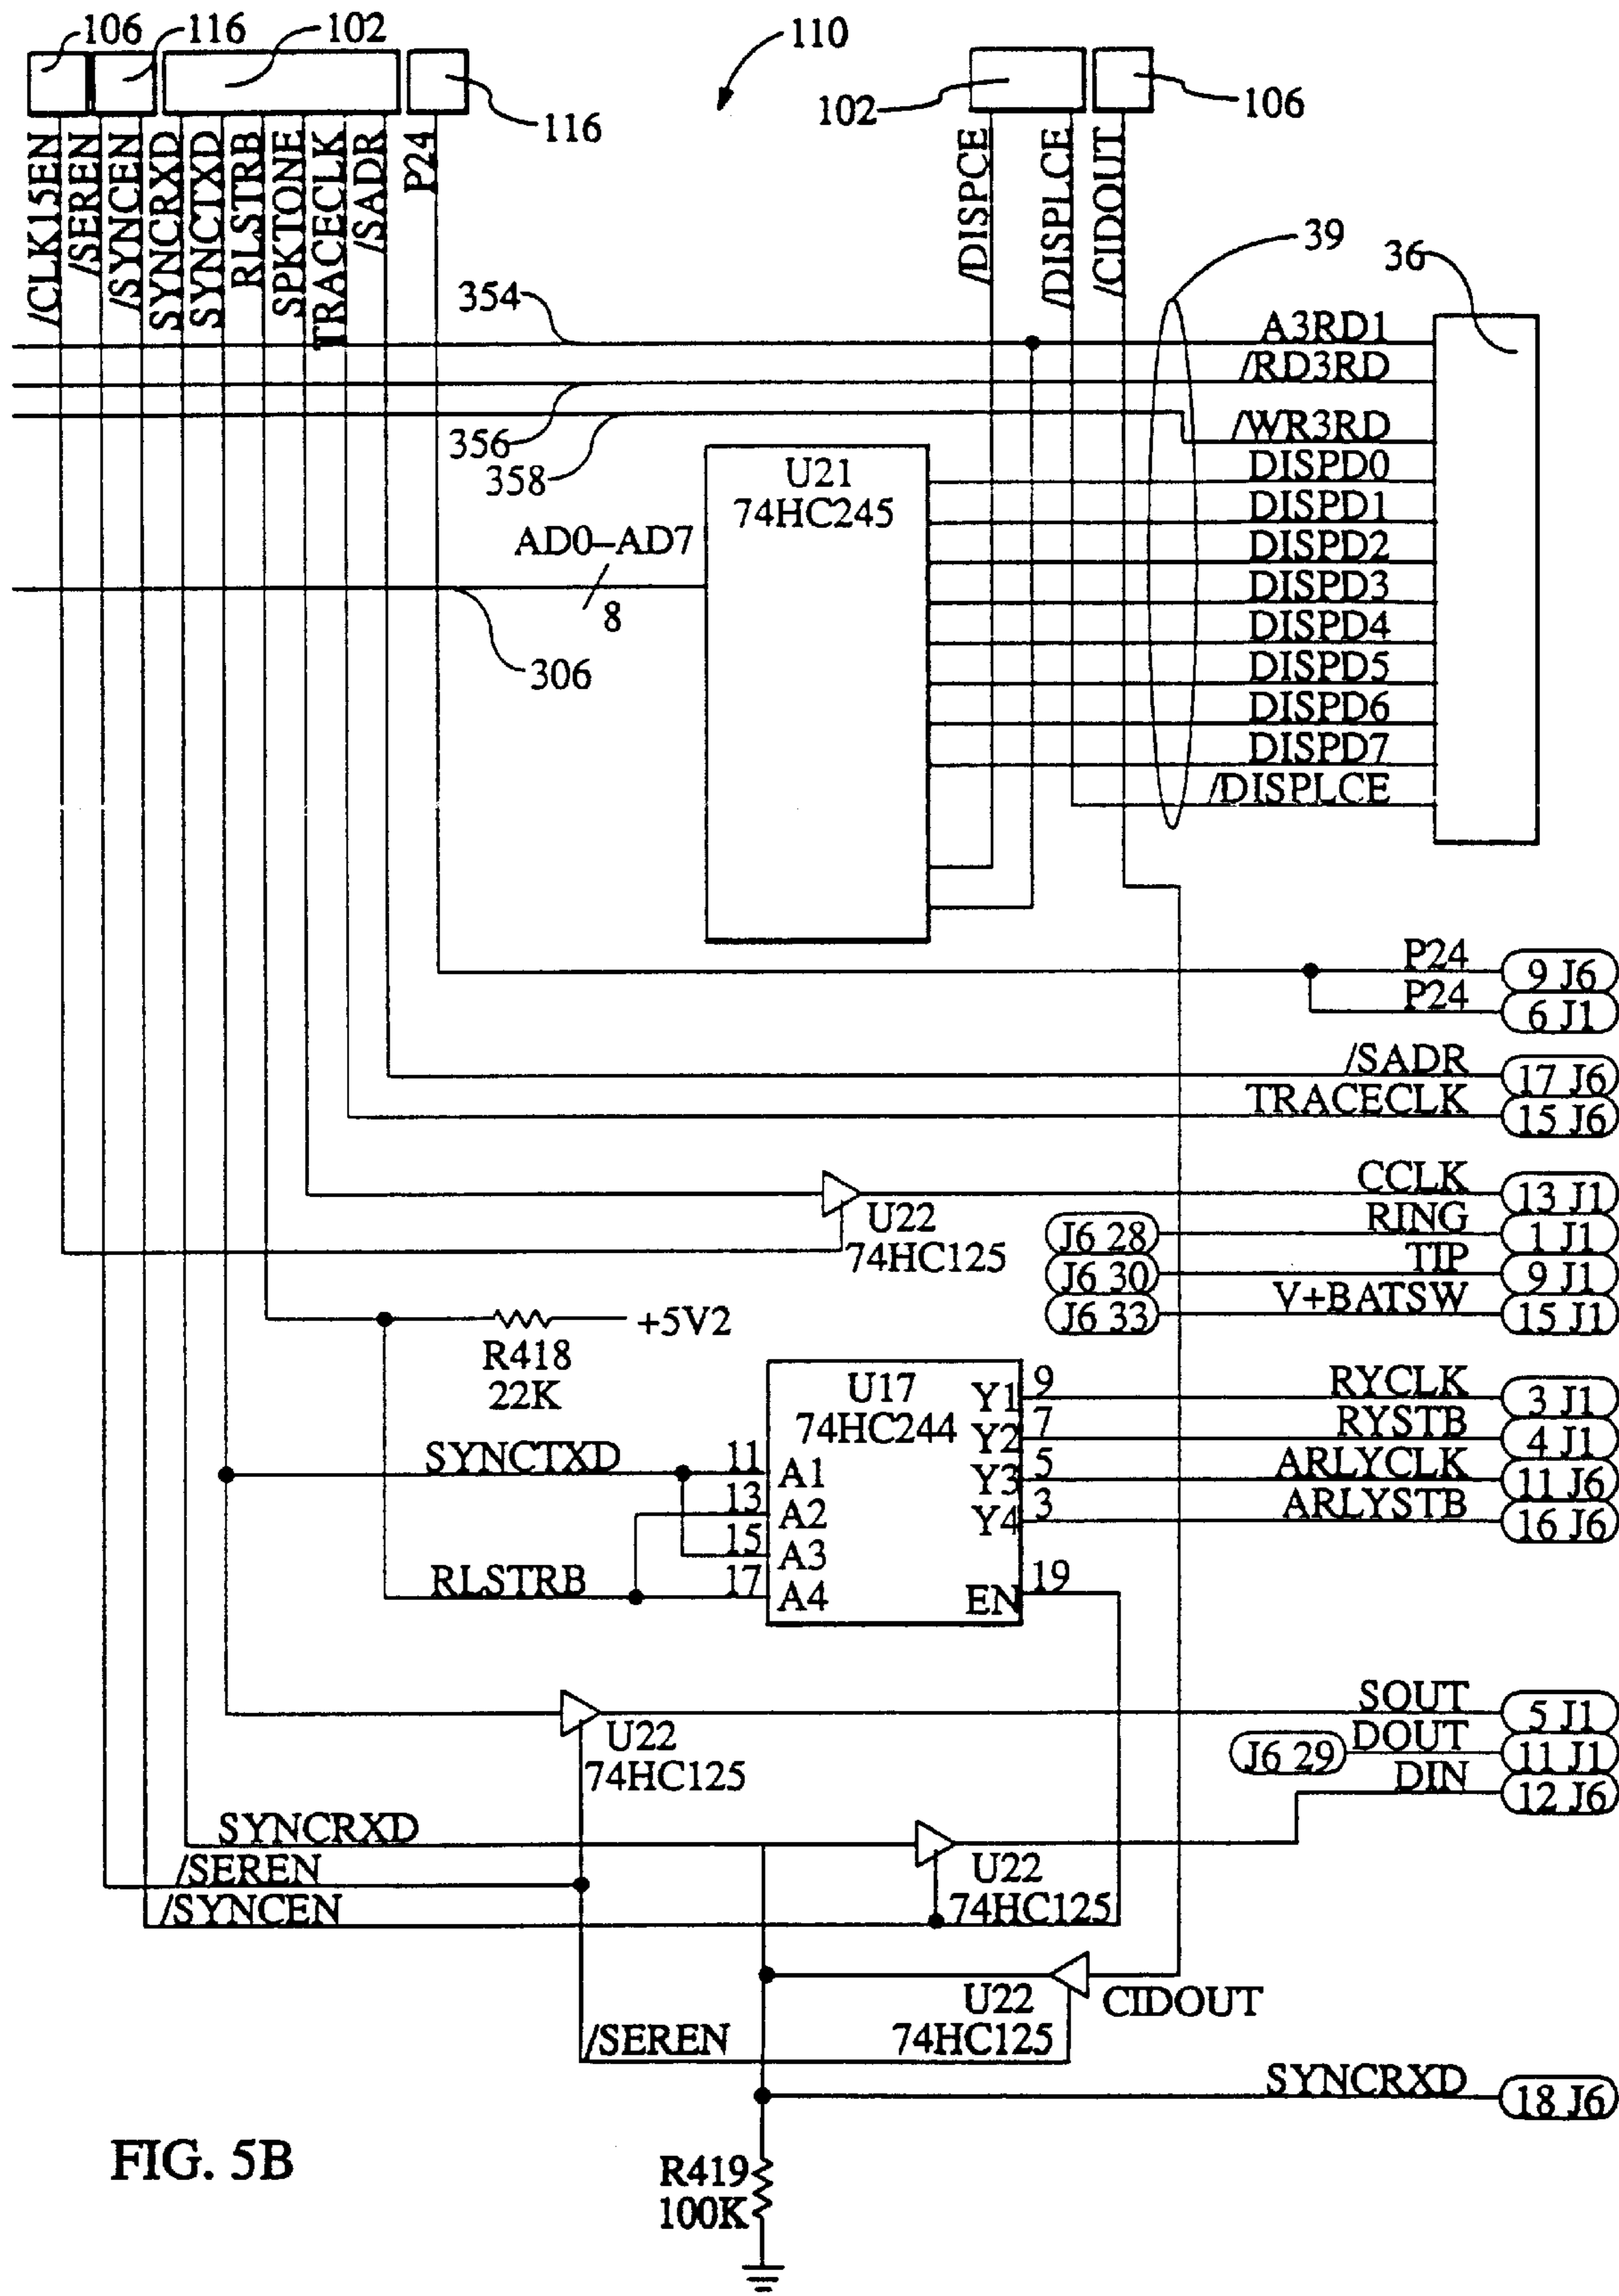 106 116 102 110
102 106
116
/CLK15EN
/SEREN
/SYNCEN
SYNCRXD
SYNCTXD
RLSTRB
SPKTONE
TRACECLK
/SADR
P24
/DISPCE
/DISPLCE
/CIDOUT
39
36
354
A3RD1
/RD3RD
356
/WR3RD
358
U21
74HC245
DISPD0
DISPD1
AD0–AD7
8
DISPD2
DISPD3
DISPD4
306
DISPD5
DISPD6
DISPD7
/DISPLCE
P24 9 J6
P24 6 J1
/SADR 17 J6
TRACECLK 15 J6
CCLK 13 J1
U22
74HC125
J6 28 RING 1 J1
J6 30 TIP 9 J1
J6 33 V+BATSW 15 J1
+5V2
R418
22K
U17
74HC244
Y1 9 RYCLK 3 J1
Y2 7 RYSTB 4 J1
SYNCTXD 11 A1 Y3 5 ARLYCLK 11 J6
13 A2 Y4 3 ARLYSTB 16 J6
15 A3
RLSTRB 17 A4 EN 19
SOUT 5 J1
U22
74HC125
J6 29 DOUT 11 J1
DIN 12 J6
SYNCRXD
/SEREN
U22
74HC125
/SYNCEN
U22
74HC125
CIDOUT
/SEREN
SYNCRXD 18 J6
FIG. 5B
R419
100K